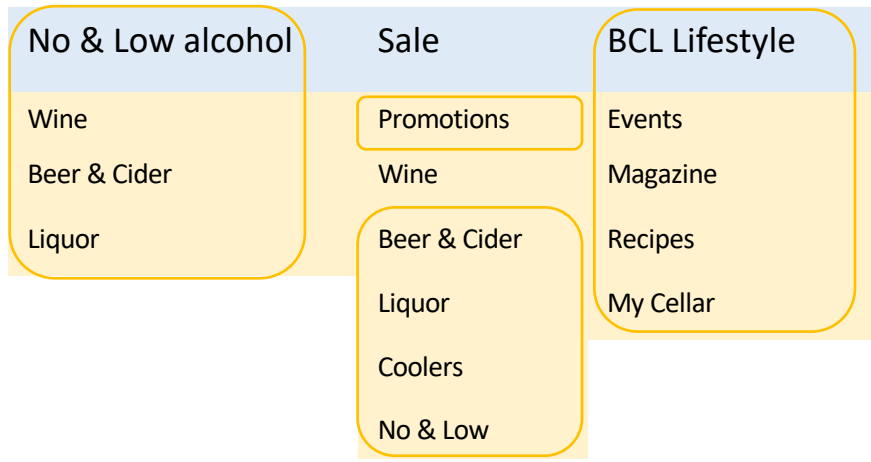 No & Low alcohol
Sale
BCL Lifestyle
Wine
Promotions
Events
Beer & Cider
Wine
Magazine
Liquor
Beer & Cider
Recipes
Liquor
My Cellar
Coolers
No & Low